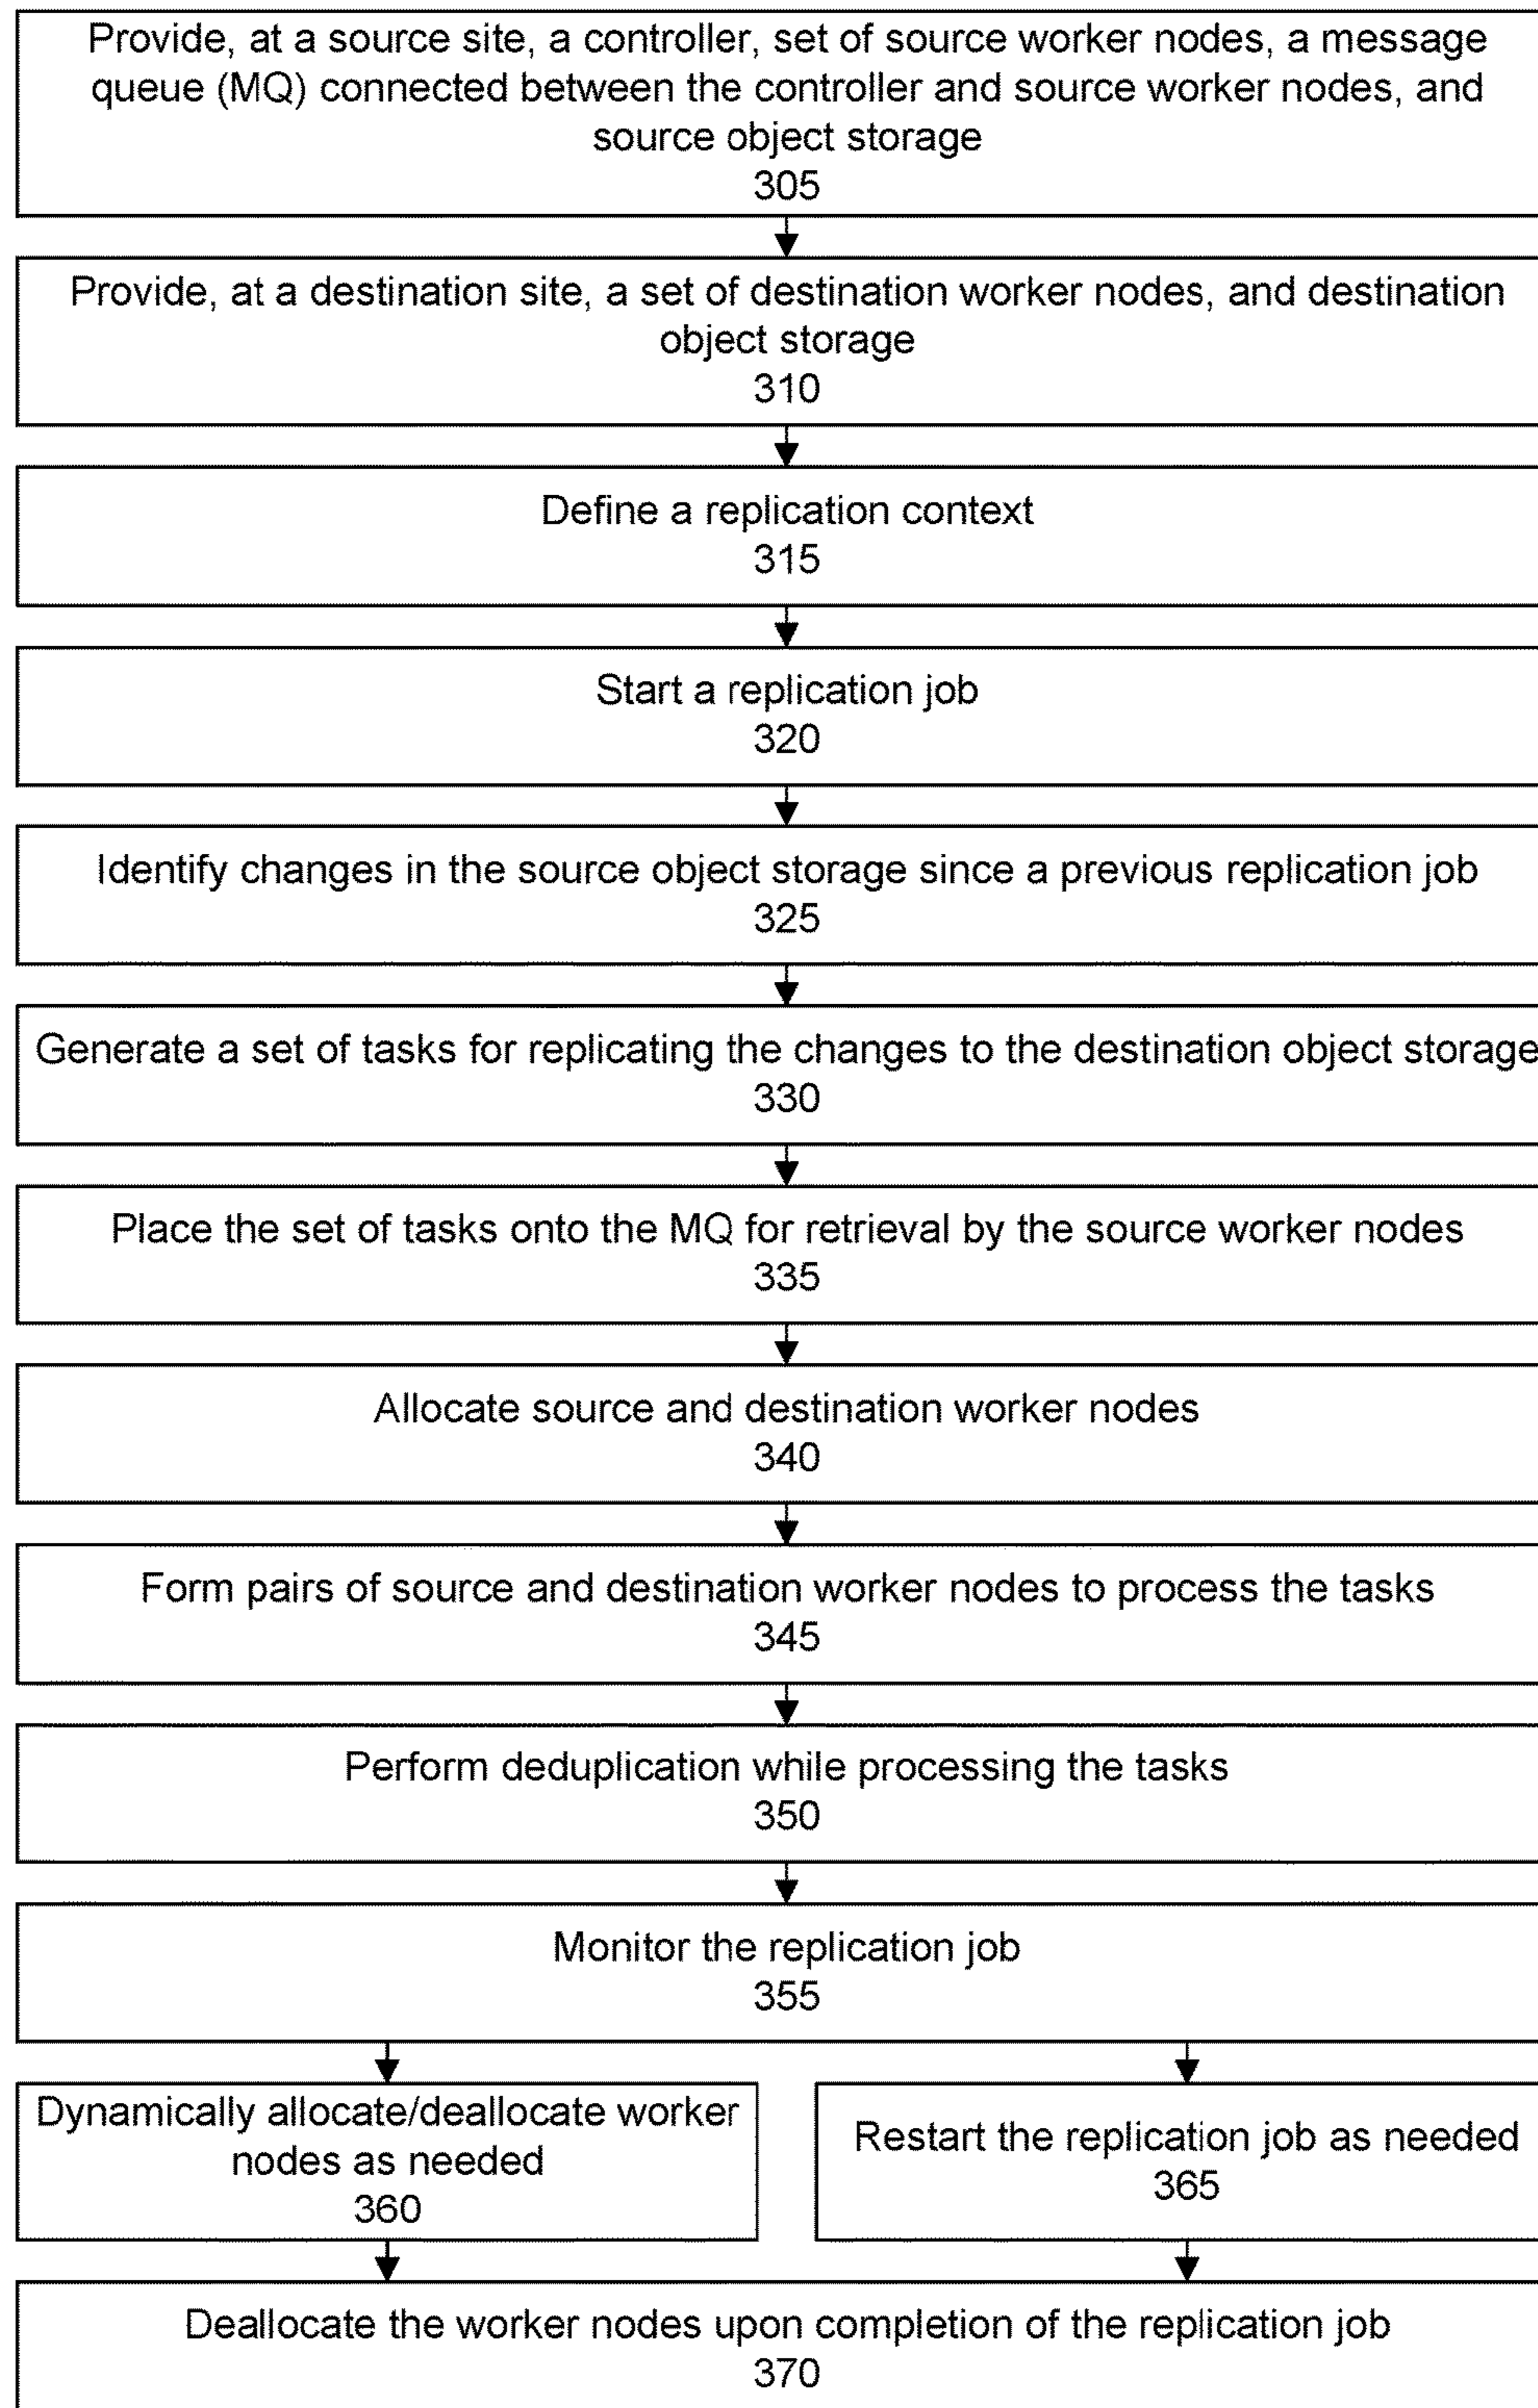 Provide, at a source site, a controller, set of source worker nodes, a message
queue (MQ) connected between the controller and source worker nodes, and
source object storage
305
Provide, at a destination site, a set of destination worker nodes, and destination
object storage
310
Define a replication context
315
Start a replication job
320
Identify changes in the source object storage since a previous replication job
325
Generate a set of tasks for replicating the changes to the destination object storage
330
Place the set of tasks onto the MQ for retrieval by the source worker nodes
335
Allocate source and destination worker nodes
340
Form pairs of source and destination worker nodes to process the tasks
345
Perform deduplication while processing the tasks
350
Monitor the replication job
355
Dynamically allocate/deallocate worker
nodes as needed
360
Restart the replication job as needed
365
Deallocate the worker nodes upon completion of the replication job
370